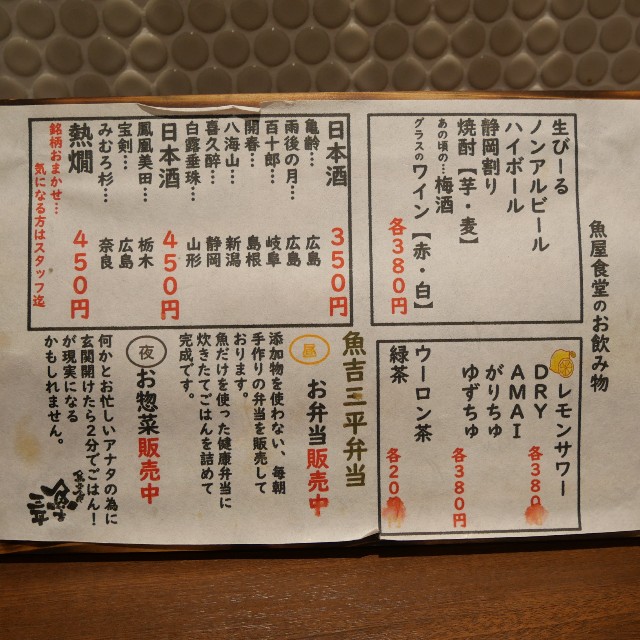 魚屋食堂のお飲み物
生びーる
ノンアルビール
ハイボール
静岡割り
焼酎【芋・麦】
あの頃の…梅酒
グラスのワイン【赤・白】
各380円
レモンサワー
DRY
AMAI
各380
がりちゅ
ゆずちゅ
各380円
ウーロン茶
緑茶
各200
日本酒 350円
亀齢… 広島
雨後の月… 広島
百十郎… 岐阜
開春… 島根
八海山… 新潟
喜久酔… 静岡
白露垂珠… 山形
日本酒 450円
鳳凰美田… 栃木
宝剣… 広島
みむろ杉… 奈良
熱燗 450円
銘柄おまかせ…
気になる方はスタッフ迄
魚吉三平弁当
昼 お弁当販売中
添加物を使わない、毎朝
手作りの弁当を販売して
おります。
魚だけを使った健康弁当に
炊きたてごはんを詰めて
完成です。
夜 お惣菜販売中
何かとお忙しいアナタの為に
玄関開けたら2分でごはん!
が現実になる
かもしれません。